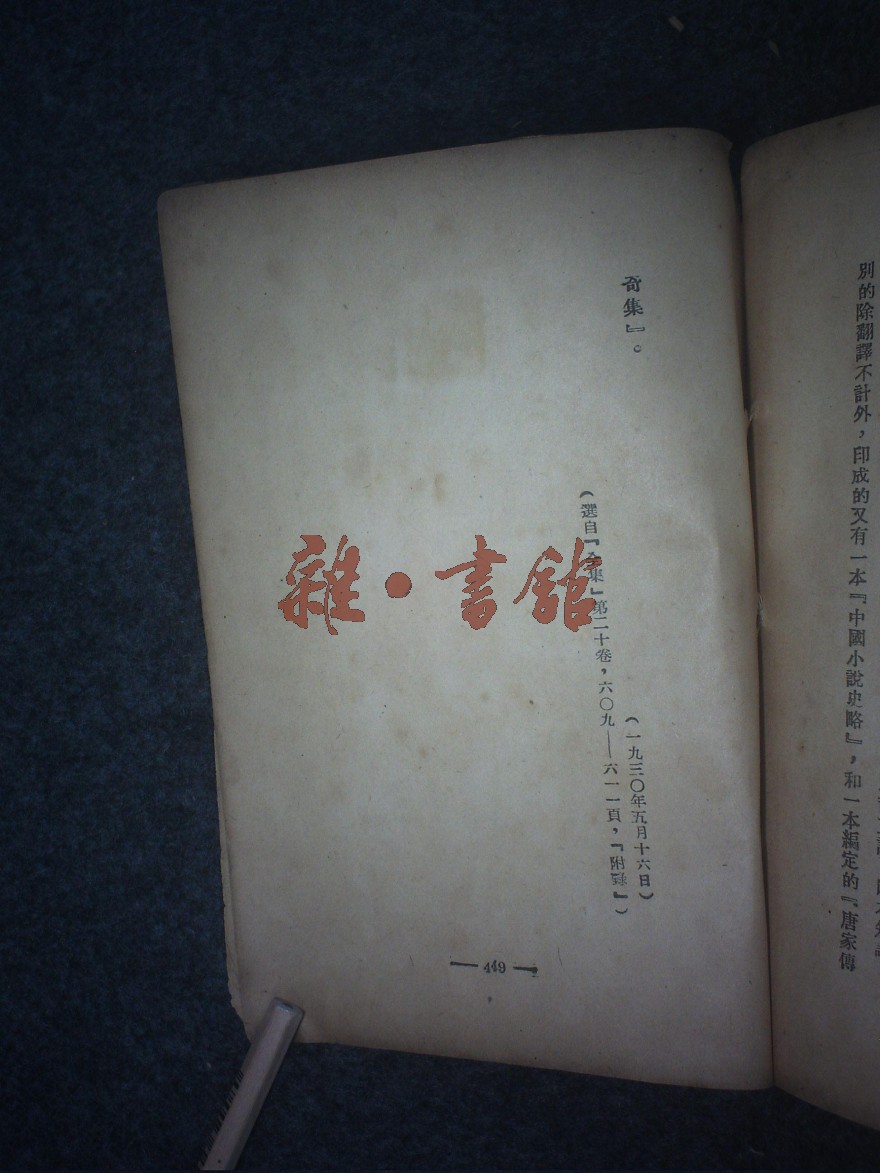 別的除翻譯不計外，印成的又有一本『中國小說史略』，和一本編定的『唐家傳
奇集』。
（一九三〇年五月十六日）
（選自『全集』第二十卷，六〇九——六一一頁，『附錄』）
— 449 —
雜·書館